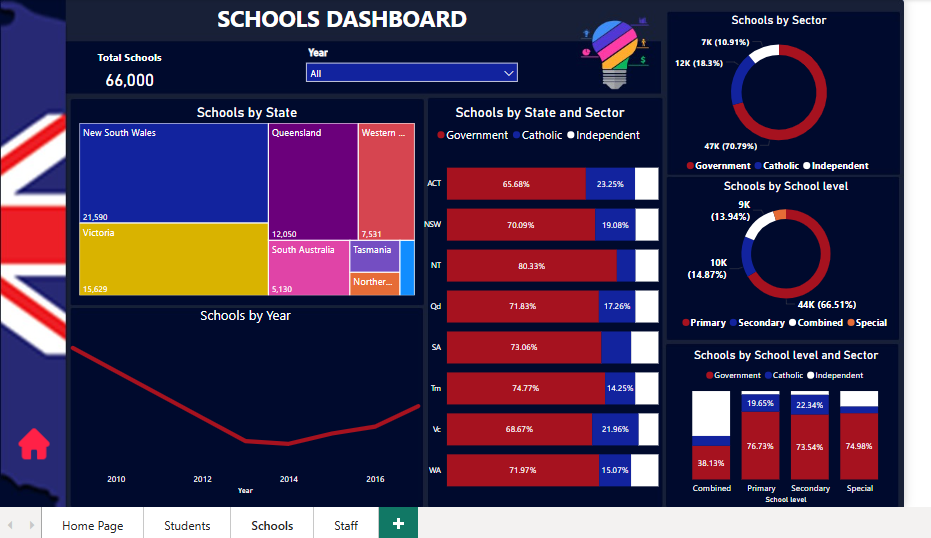 SCHOOLS DASHBOARD
Total Schools
66,000
Year
All
Schools by State
New South Wales
21,590
Queensland
12,050
Western ...
7,531
Victoria
15,629
South Australia
5,130
Tasmania
Norther...
Schools by Year
2010
2012
2014
2016
Year
Schools by State and Sector
Government
Catholic
Independent
ACT
65.68%
23.25%
NSW
70.09%
19.08%
NT
80.33%
Qd
71.83%
17.26%
SA
73.06%
Tm
74.77%
14.25%
Vc
68.67%
21.96%
WA
71.97%
15.07%
Schools by Sector
7K (10.91%)
12K (18.3%)
47K (70.79%)
Government
Catholic
Independent
Schools by School level
9K
(13.94%)
10K
(14.87%)
44K (66.51%)
Primary
Secondary
Combined
Special
Schools by School level and Sector
Government
Catholic
Independent
38.13%
19.65%
76.73%
22.34%
73.54%
74.98%
Combined
Primary
Secondary
Special
School level
Home Page
Students
Schools
Staff
+